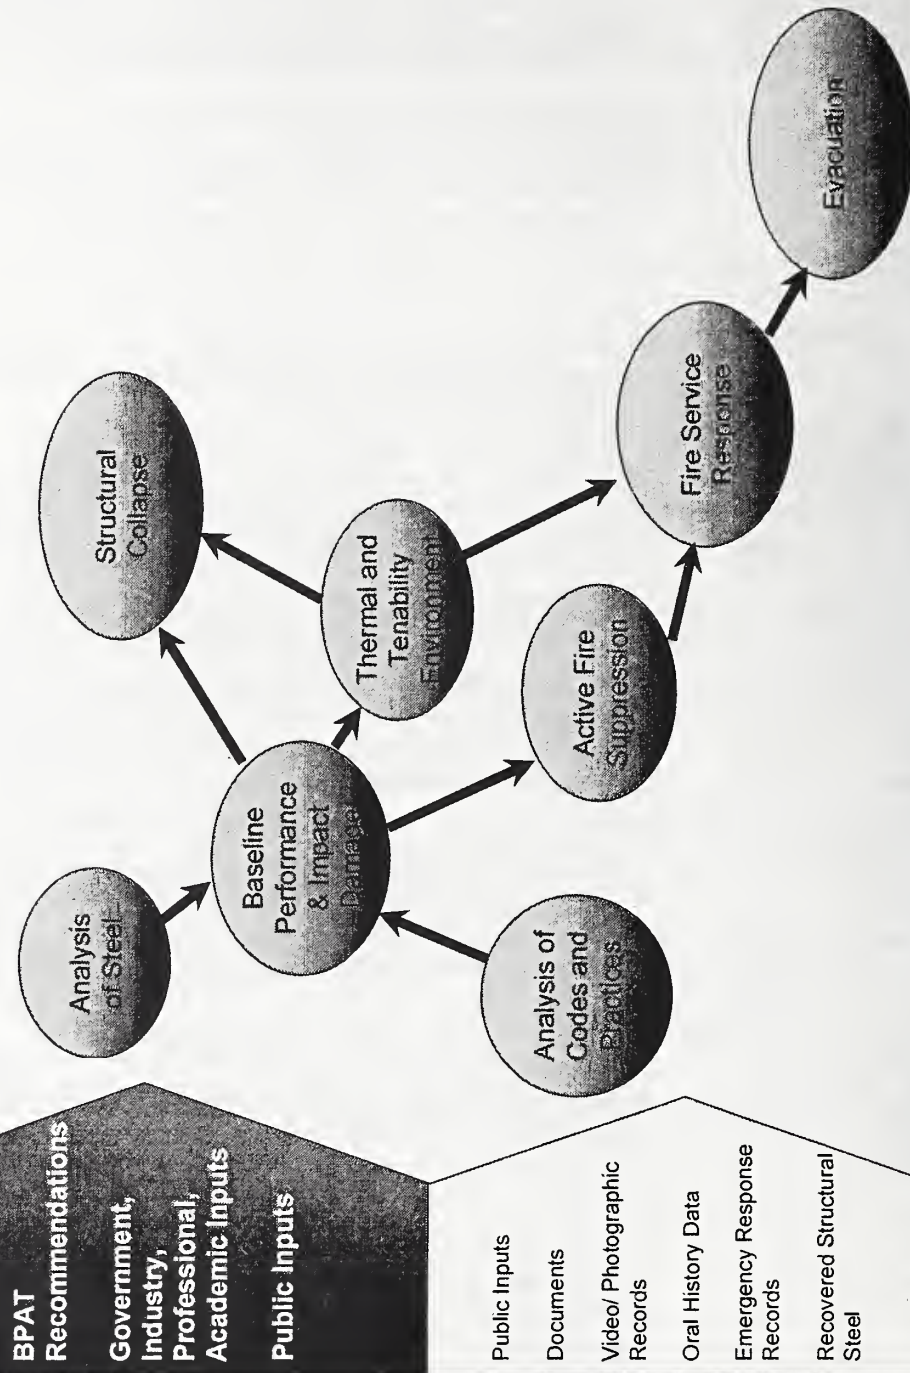 BPAT
Recommendations
Government,
Industry,
Professional,
Academic Inputs
Public Inputs
Public Inputs
Documents
Video/ Photographic
Records
Oral History Data
Emergency Response
Records
Recovered Structural
Steel
Analysis
of Steel
Analysis of
Codes and
Practices
Baseline
Performance
& Impact
Damage
Structural
Collapse
Thermal and
Tenability
Environment
Active Fire
Suppression
Fire Service
Response
Evacuation